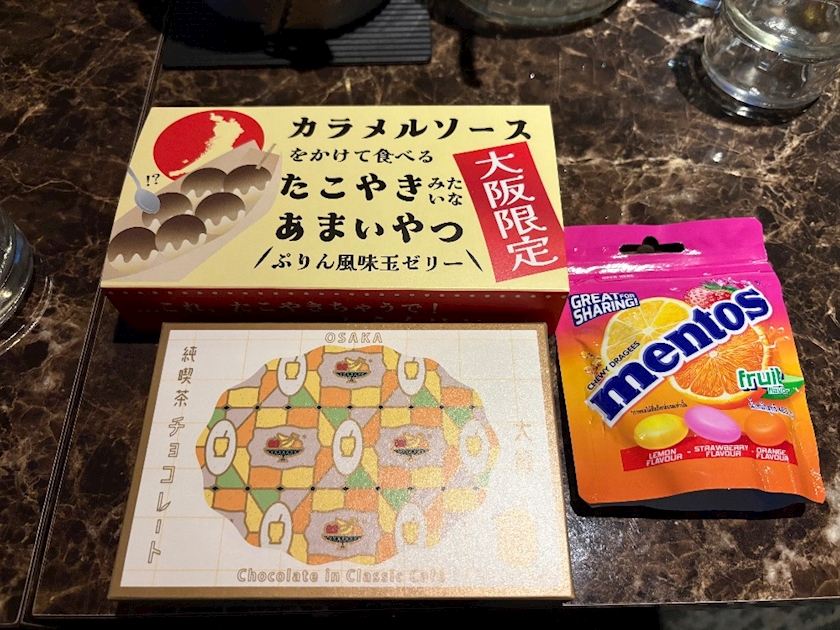 カラメルソース
をかけて食べる
たこやきみたいな
あまいやつ
ぷりん風味玉ゼリー
大阪限定
!?
OSAKA
純喫茶チョコレート
大
Chocolate in Classic Café
GREAT FOR
SHARING!
mentos
CHEWY DRAGEES
fruit
LEMON
FLAVOUR
STRAWBERRY
FLAVOUR
ORANGE
FLAVOUR